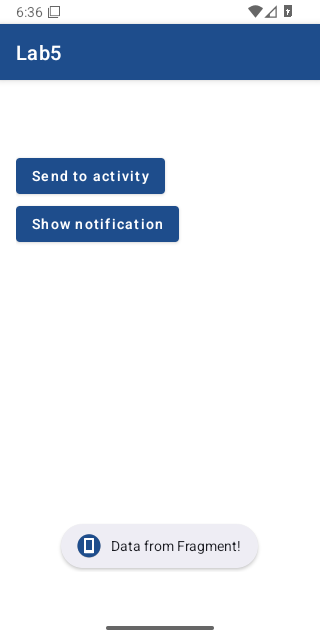 6:36
Lab5
Send to activity
Show notification
Data from Fragment!